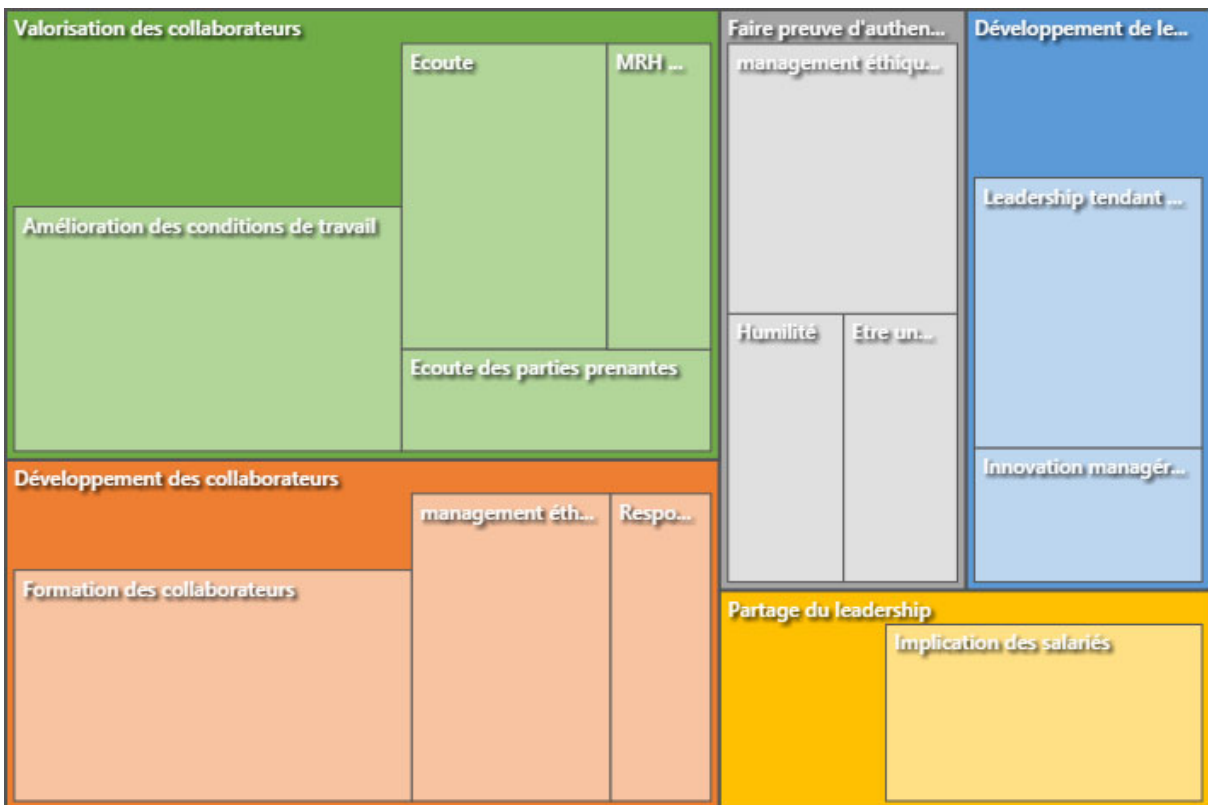 Valorisation des collaborateurs
Ecoute
MRH ...
Amélioration des conditions de travail
Ecoute des parties prenantes
Développement des collaborateurs
management éth...
Respo...
Formation des collaborateurs
Faire preuve d'authen...
management éthiqu...
Humilité
Etre un...
Développement de le...
Leadership tendant ...
Innovation managér...
Partage du leadership
Implication des salariés